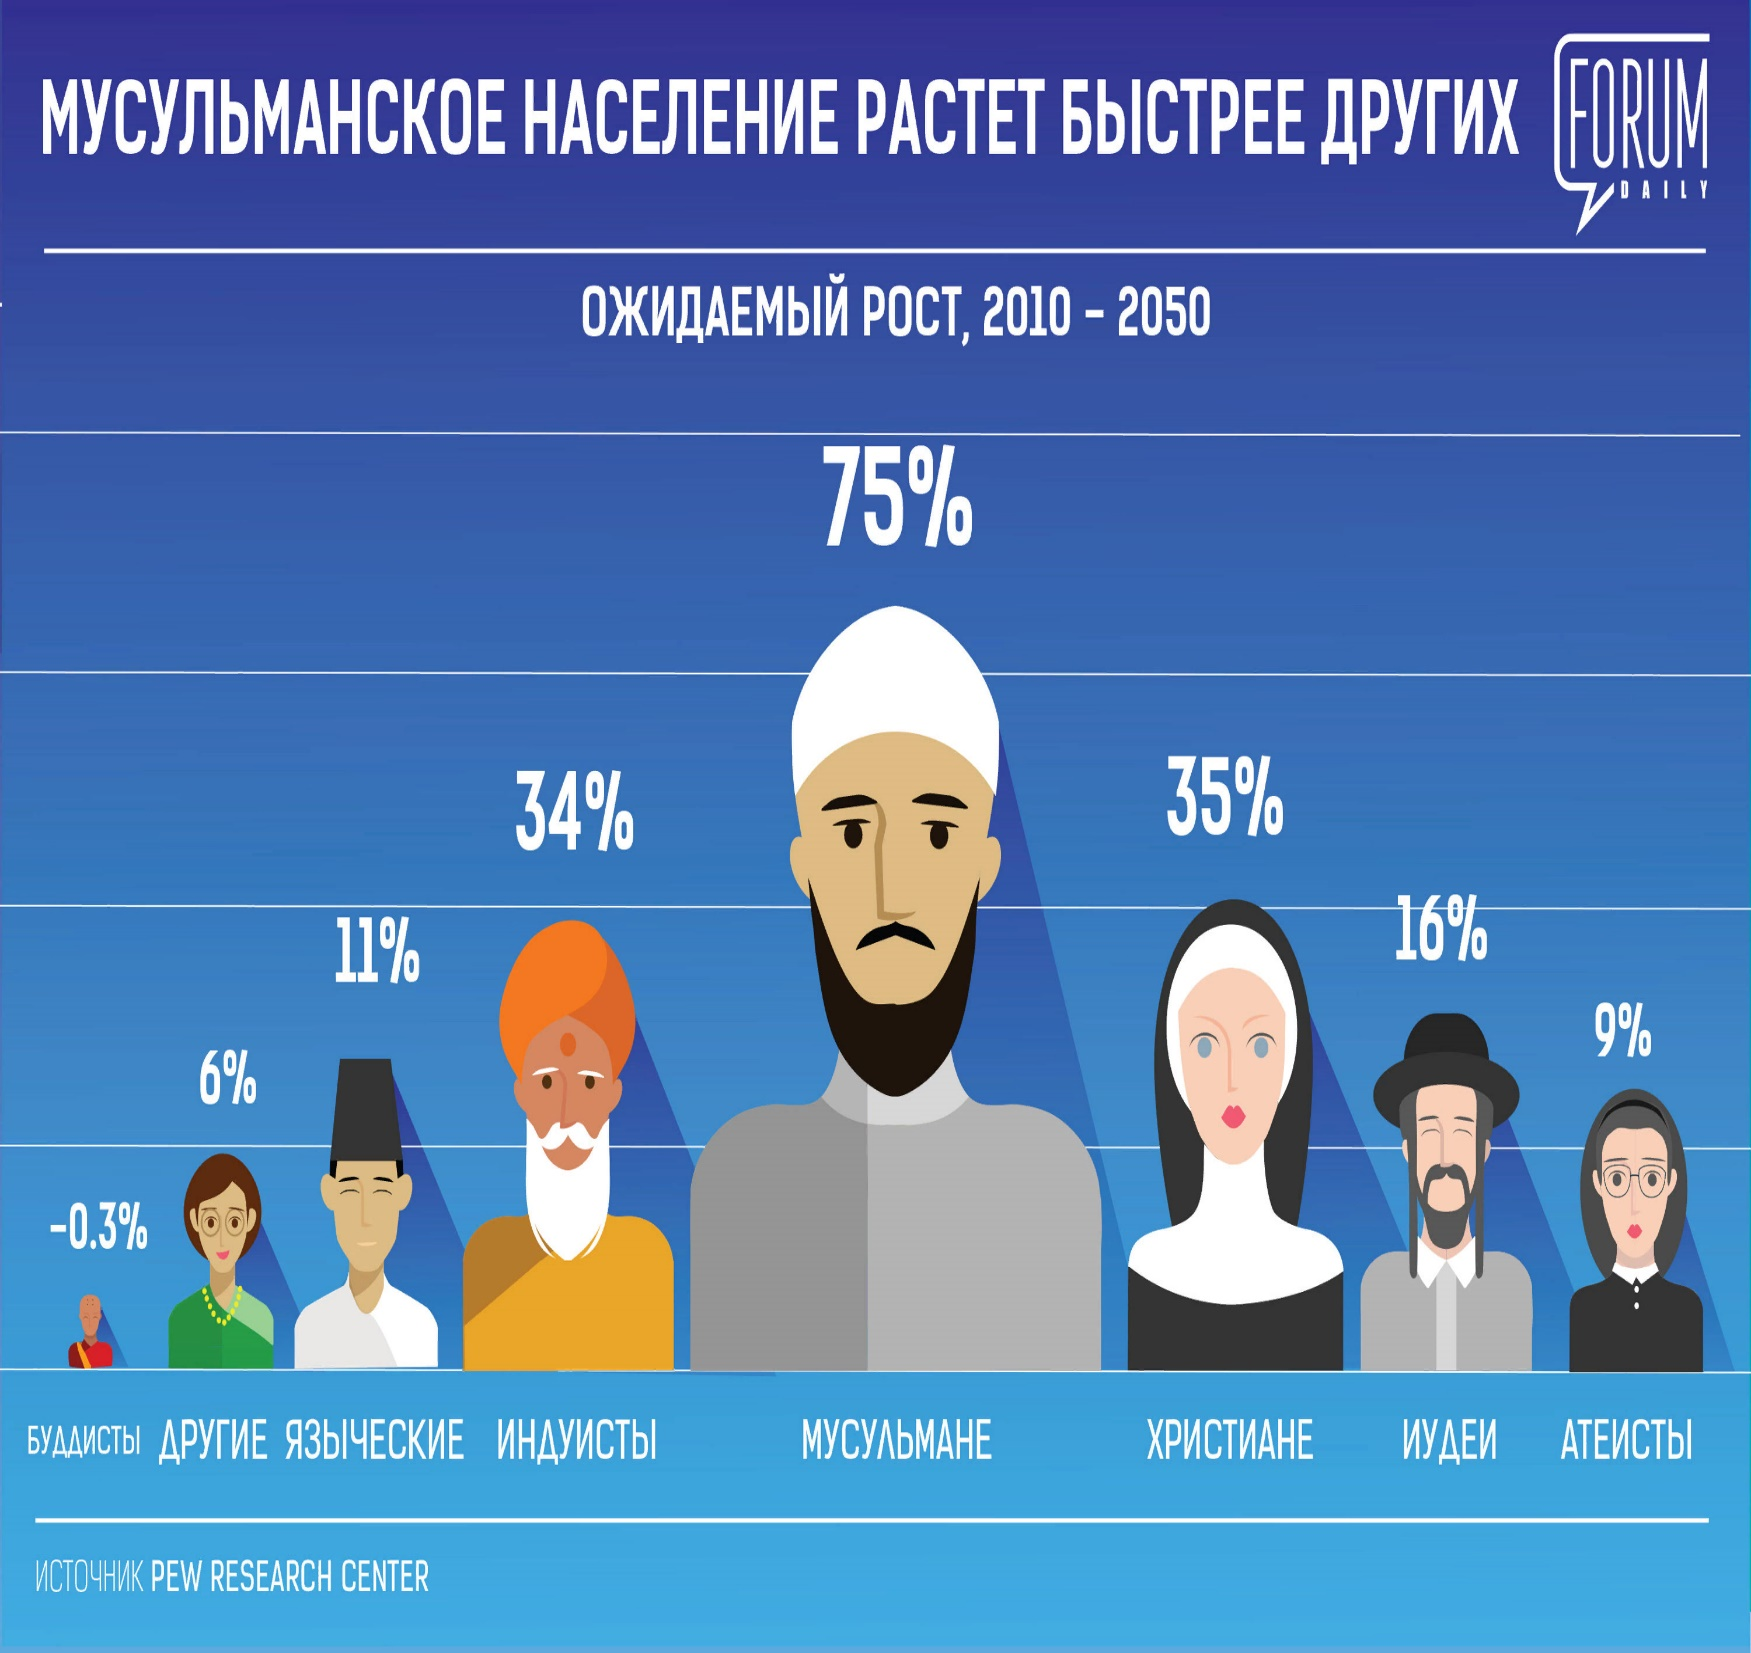 МУСУЛЬМАНСКОЕ НАСЕЛЕНИЕ РАСТЕТ БЫСТРЕЕ ДРУГИХ
FORUM
DAILY
ОЖИДАЕМЫЙ РОСТ, 2010 – 2050
75%
34%
35%
11%
16%
6%
9%
-0.3%
БУДДИСТЫ ДРУГИЕ ЯЗЫЧЕСКИЕ ИНДУИСТЫ МУСУЛЬМАНЕ ХРИСТИАНЕ ИУДЕИ АТЕИСТЫ
ИСТОЧНИК PEW RESEARCH CENTER